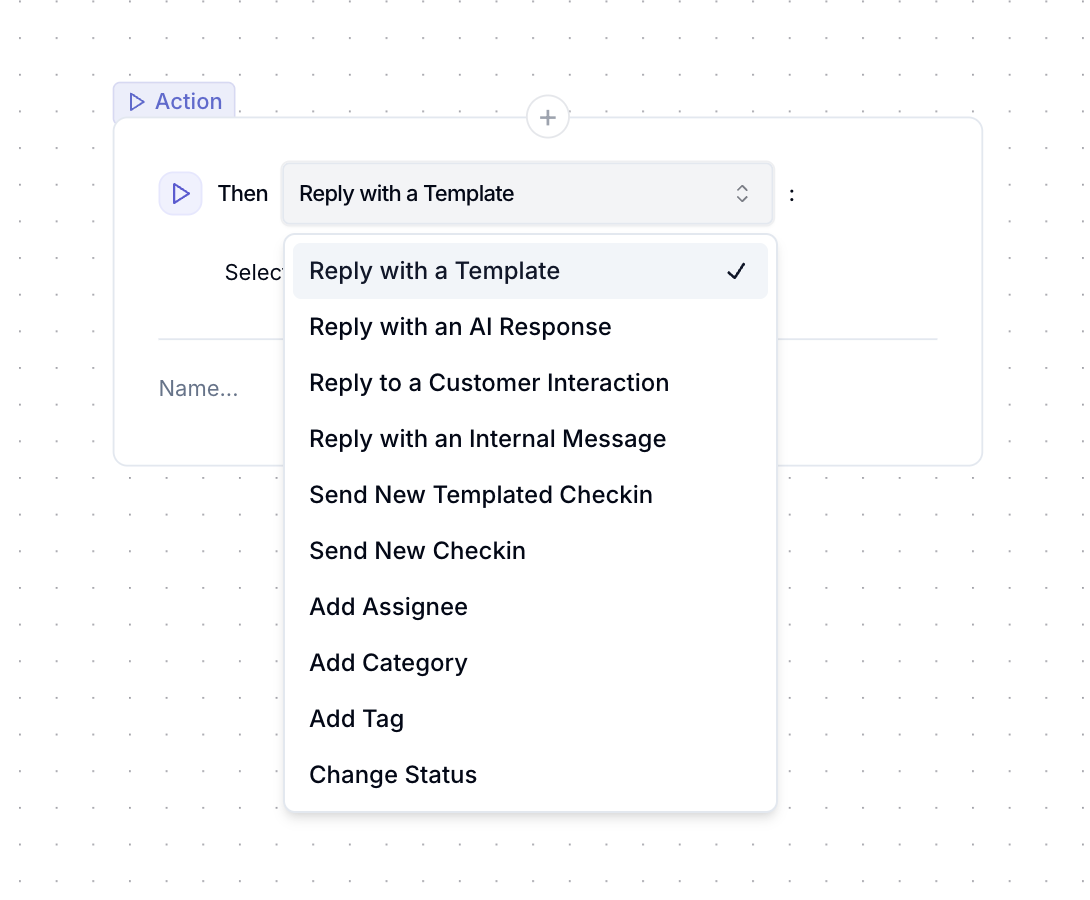 Action
Then Reply with a Template :
Reply with a Template
Reply with an AI Response
Reply to a Customer Interaction
Reply with an Internal Message
Send New Templated Checkin
Send New Checkin
Add Assignee
Add Category
Add Tag
Change Status
Name...